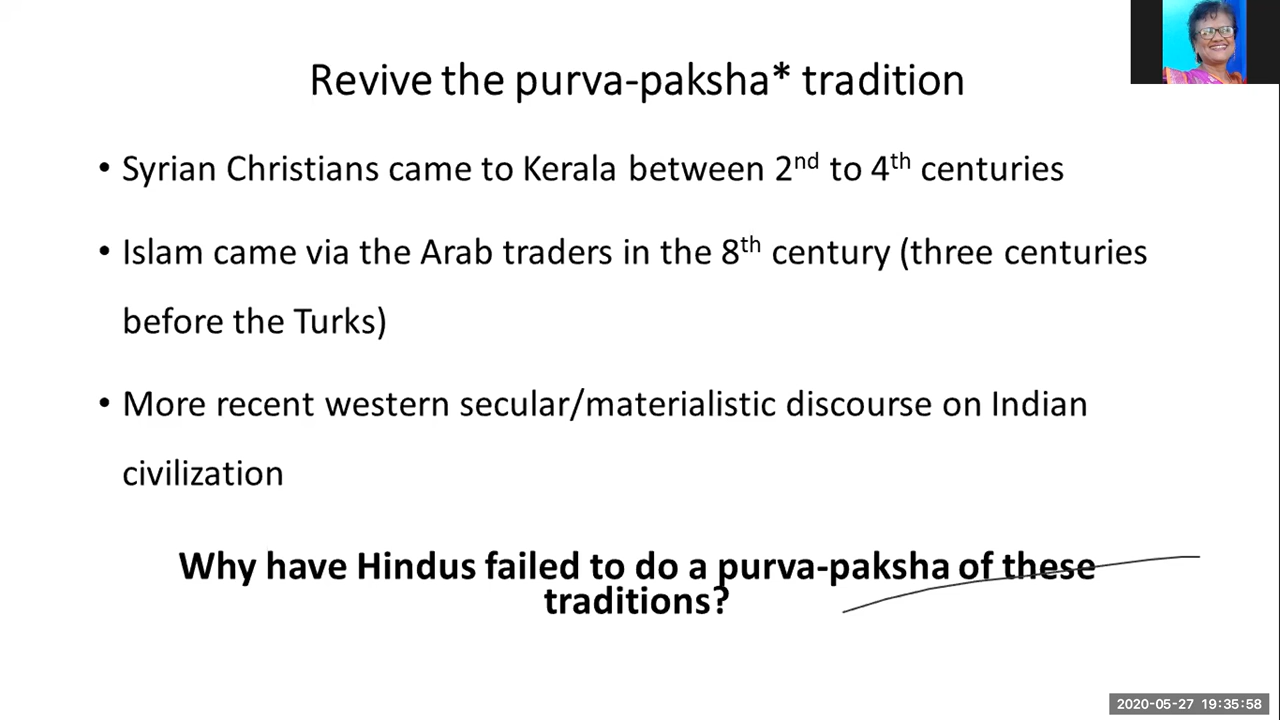 Revive the purva-paksha* tradition
• Syrian Christians came to Kerala between 2nd to 4th centuries
• Islam came via the Arab traders in the 8th century (three centuries
before the Turks)
• More recent western secular/materialistic discourse on Indian
civilization
Why have Hindus failed to do a purva-paksha of these
traditions?
2020-05-27 19:35:58